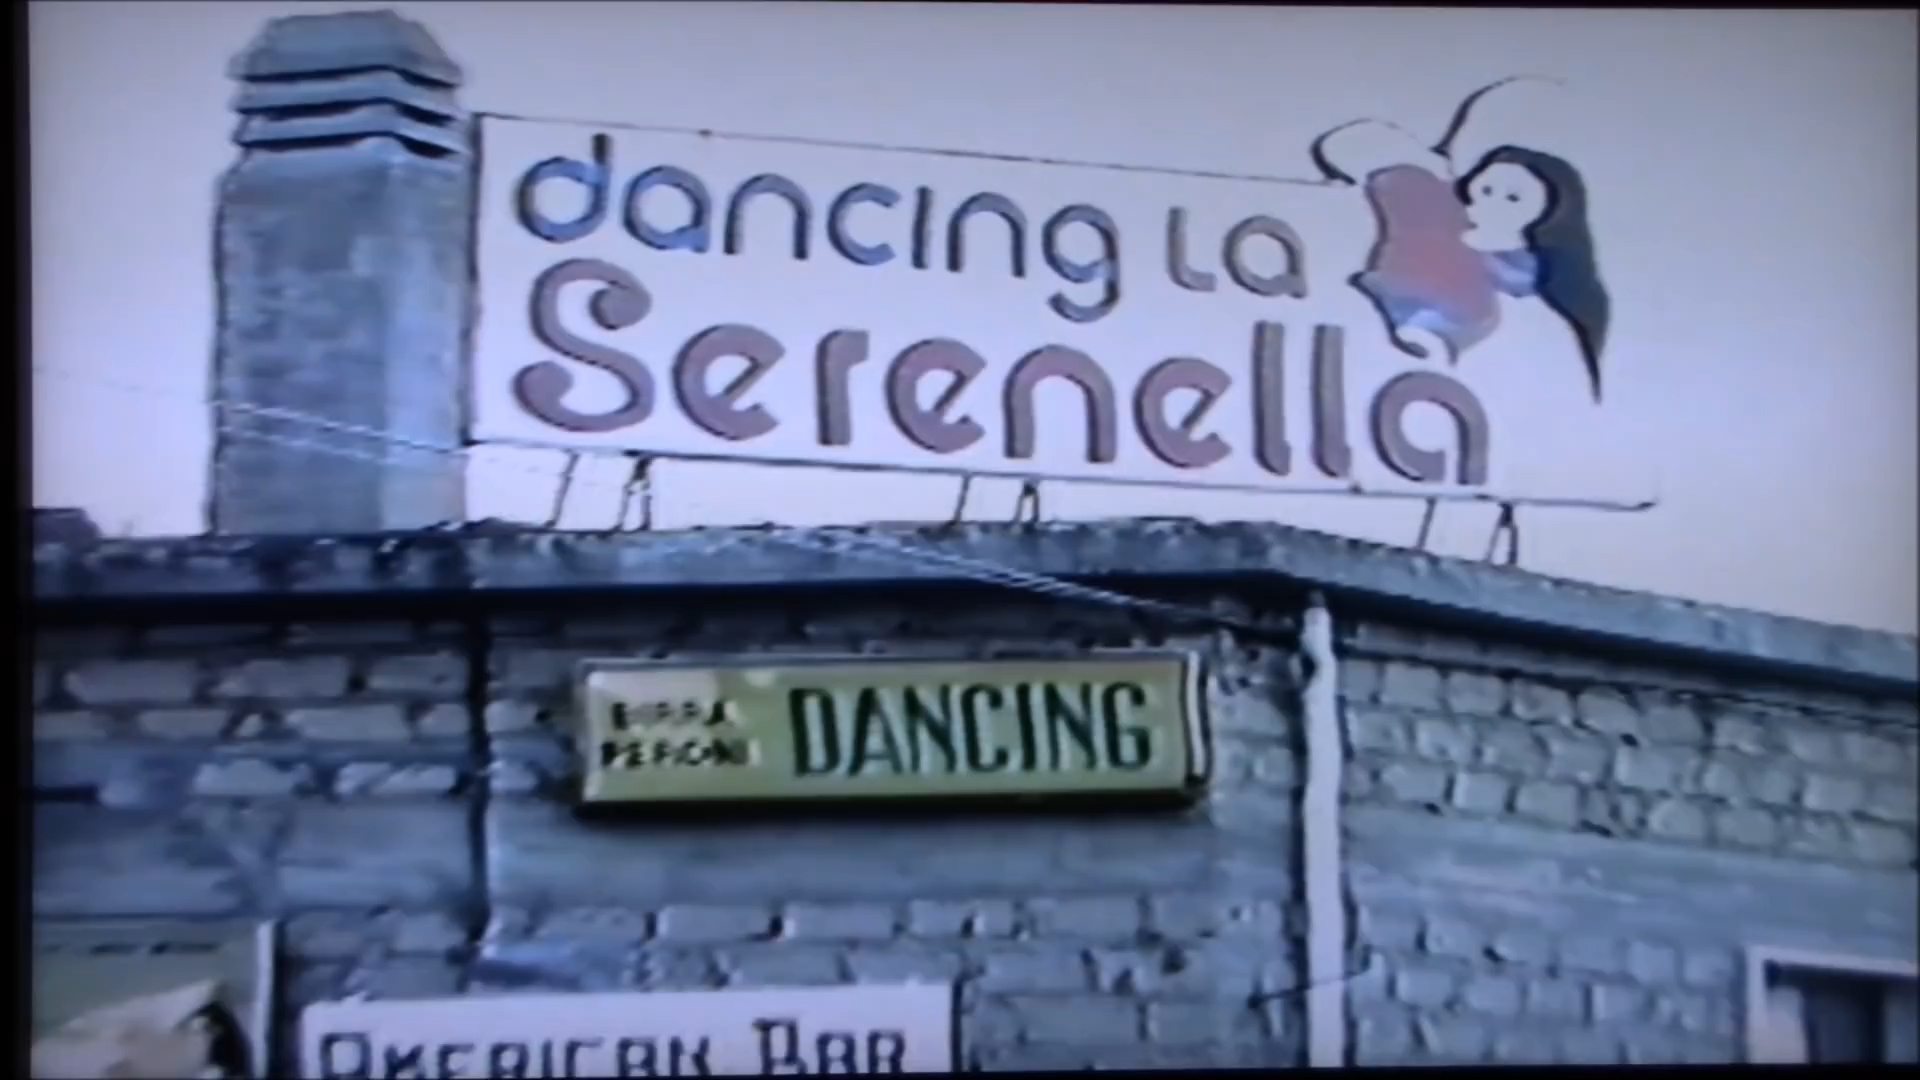 dancing La
Serenella
BIRRA
PERONI
DANCING
AMERICAN BAR